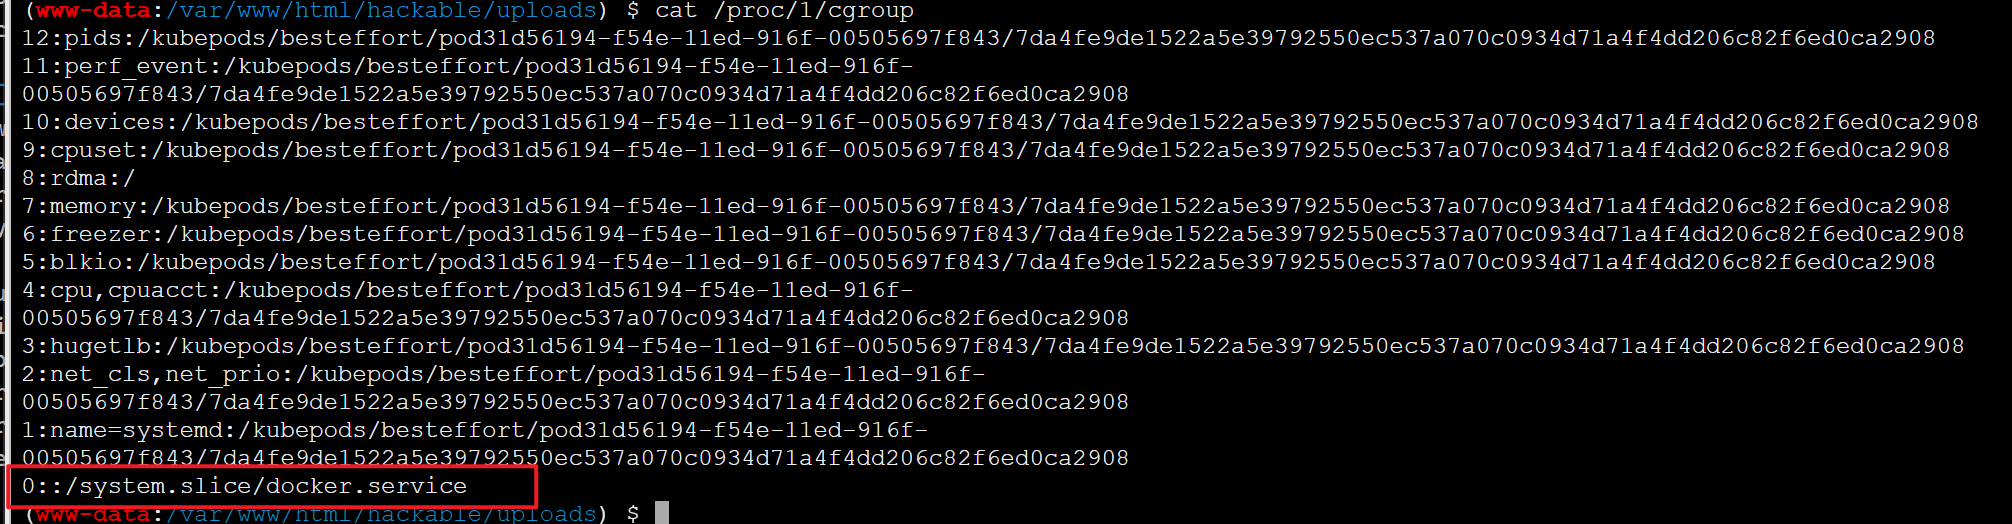 (www-data:/var/www/html/hackable/uploads) $ cat /proc/1/cgroup
12:pids:/kubepods/besteffort/pod31d56194-f54e-11ed-916f-00505697f843/7da4fe9de1522a5e39792550ec537a070c0934d71a4f4dd206c82f6ed0ca2908
11:perf_event:/kubepods/besteffort/pod31d56194-f54e-11ed-916f-
00505697f843/7da4fe9de1522a5e39792550ec537a070c0934d71a4f4dd206c82f6ed0ca2908
10:devices:/kubepods/besteffort/pod31d56194-f54e-11ed-916f-00505697f843/7da4fe9de1522a5e39792550ec537a070c0934d71a4f4dd206c82f6ed0ca2908
9:cpuset:/kubepods/besteffort/pod31d56194-f54e-11ed-916f-00505697f843/7da4fe9de1522a5e39792550ec537a070c0934d71a4f4dd206c82f6ed0ca2908
8:rdma:/
7:memory:/kubepods/besteffort/pod31d56194-f54e-11ed-916f-00505697f843/7da4fe9de1522a5e39792550ec537a070c0934d71a4f4dd206c82f6ed0ca2908
6:freezer:/kubepods/besteffort/pod31d56194-f54e-11ed-916f-00505697f843/7da4fe9de1522a5e39792550ec537a070c0934d71a4f4dd206c82f6ed0ca2908
5:blkio:/kubepods/besteffort/pod31d56194-f54e-11ed-916f-00505697f843/7da4fe9de1522a5e39792550ec537a070c0934d71a4f4dd206c82f6ed0ca2908
4:cpu,cpuacct:/kubepods/besteffort/pod31d56194-f54e-11ed-916f-
00505697f843/7da4fe9de1522a5e39792550ec537a070c0934d71a4f4dd206c82f6ed0ca2908
3:hugetlb:/kubepods/besteffort/pod31d56194-f54e-11ed-916f-00505697f843/7da4fe9de1522a5e39792550ec537a070c0934d71a4f4dd206c82f6ed0ca2908
2:net_cls,net_prio:/kubepods/besteffort/pod31d56194-f54e-11ed-916f-
00505697f843/7da4fe9de1522a5e39792550ec537a070c0934d71a4f4dd206c82f6ed0ca2908
1:name=systemd:/kubepods/besteffort/pod31d56194-f54e-11ed-916f-
00505697f843/7da4fe9de1522a5e39792550ec537a070c0934d71a4f4dd206c82f6ed0ca2908
0::/system.slice/docker.service
(www-data:/var/www/html/hackable/uploads) $